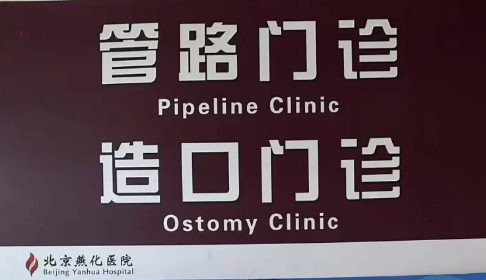 管路门诊
Pipeline Clinic
造口门诊
Ostomy Clinic
北京燕化医院
Beijing Yanhua Hospital